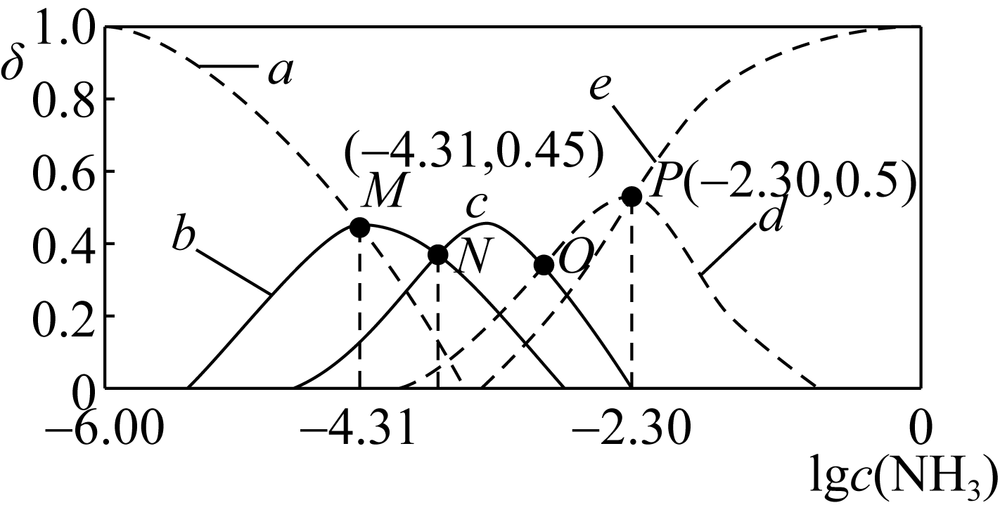 1.0
δ
a
0.8
e
(−4.31,0.45)
0.6
M
P(−2.30,0.5)
c
d
b
0.4
N
O
0.2
0
−6.00
−4.31
−2.30
0
lgc(NH₃)